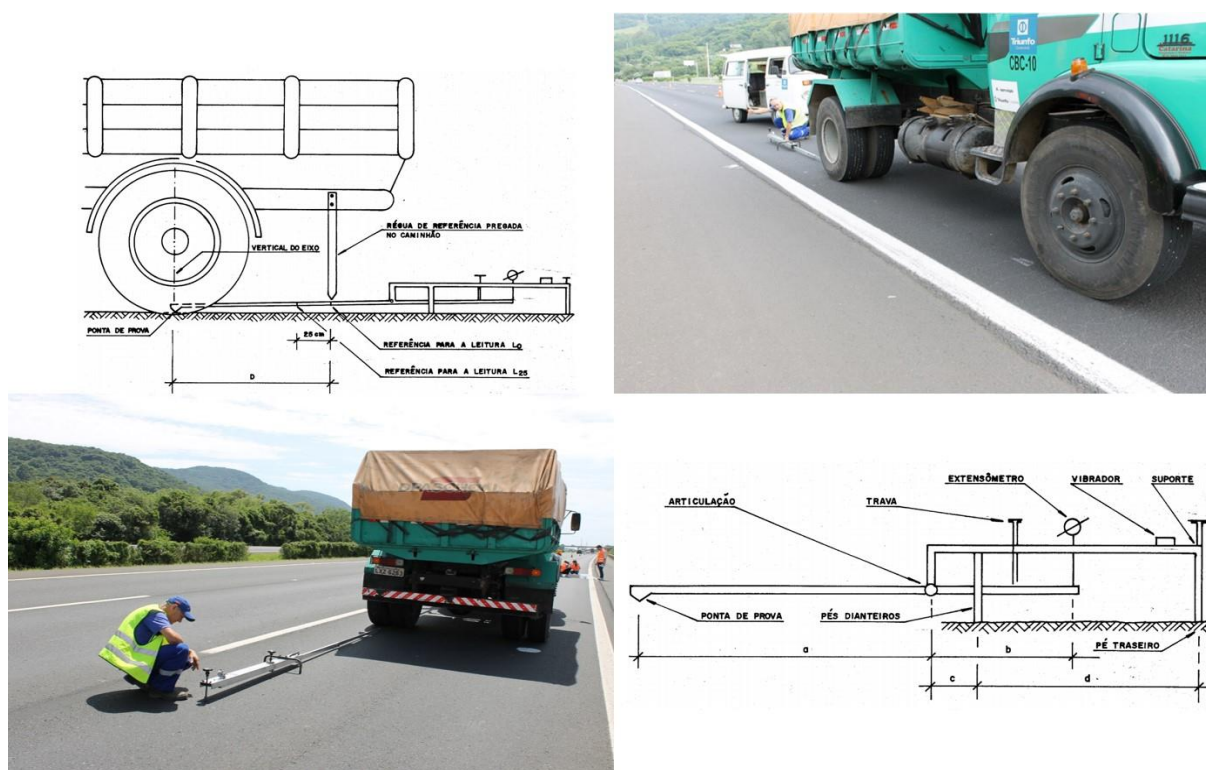 RÉGUA DE REFERÊNCIA PREGADA
NO CAMINHÃO
VERTICAL DO EIXO
PONTA DE PROVA
25 cm
REFERÊNCIA PARA A LEITURA L0
REFERÊNCIA PARA A LEITURA L25
D
Triunfo
CBC-10
1116
EXTENSÔMETRO
VIBRADOR
SUPORTE
ARTICULAÇÃO
TRAVA
PONTA DE PROVA
PÉS DIANTEIROS
PÉ TRASEIRO
a
b
c
d